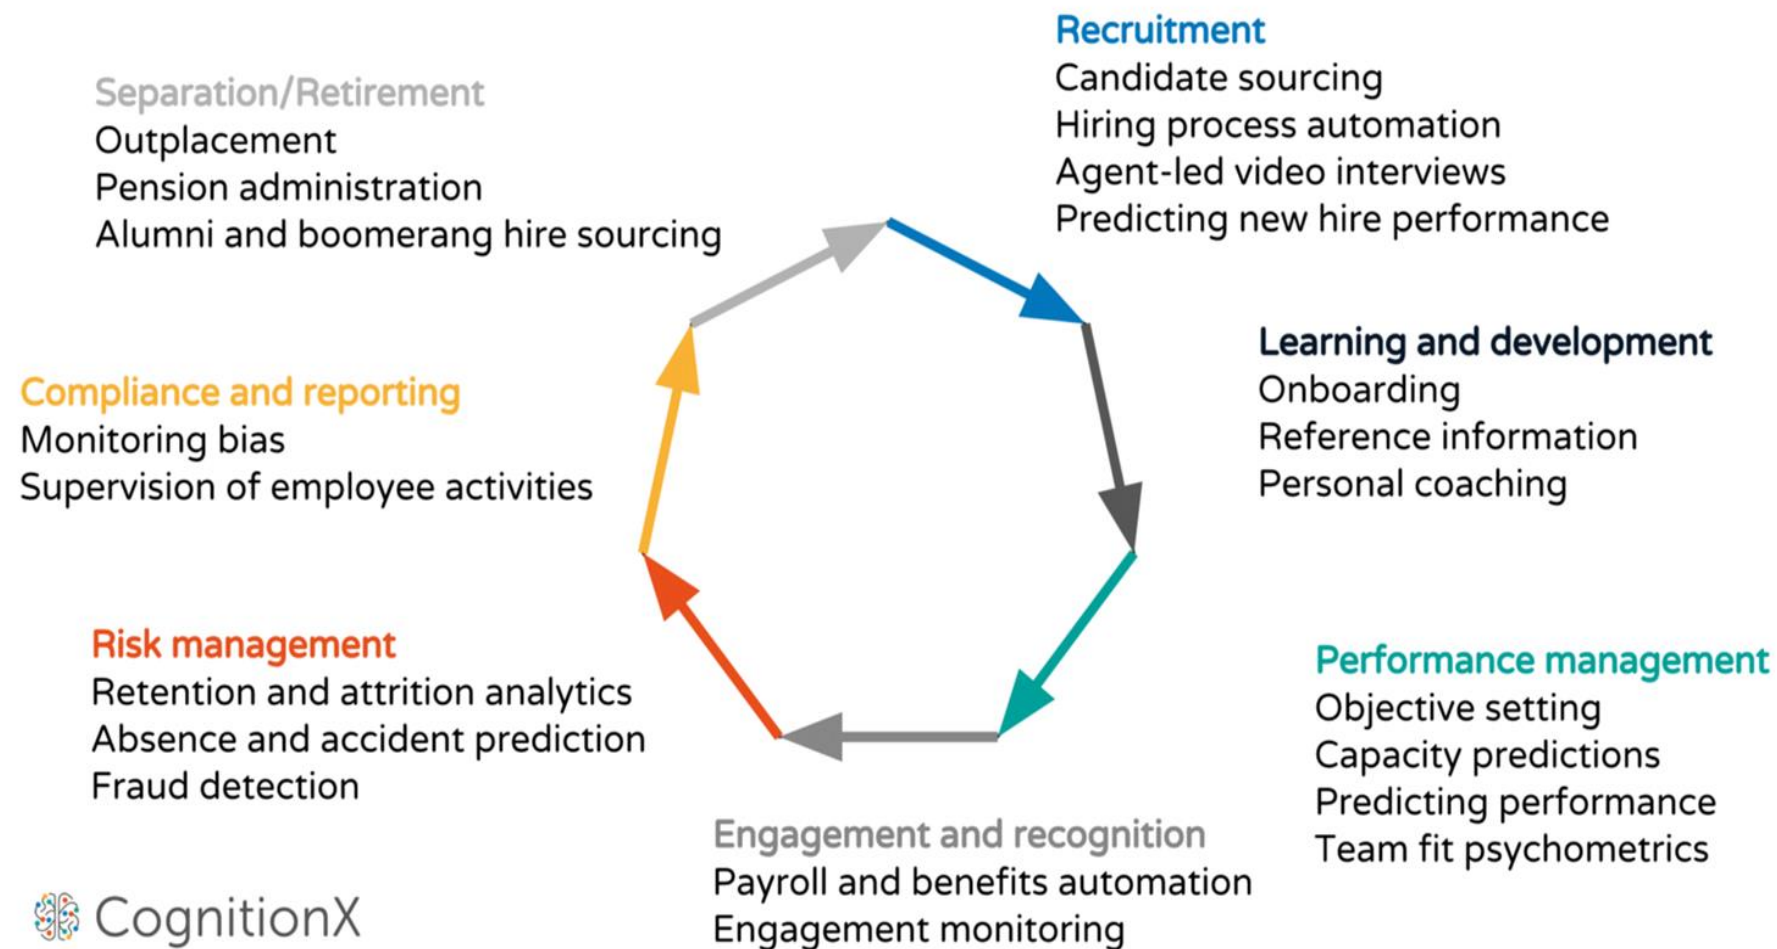 Recruitment
Candidate sourcing
Hiring process automation
Agent-led video interviews
Predicting new hire performance
Learning and development
Onboarding
Reference information
Personal coaching
Performance management
Objective setting
Capacity predictions
Predicting performance
Team fit psychometrics
Engagement and recognition
Payroll and benefits automation
Engagement monitoring
Risk management
Retention and attrition analytics
Absence and accident prediction
Fraud detection
Compliance and reporting
Monitoring bias
Supervision of employee activities
Separation/Retirement
Outplacement
Pension administration
Alumni and boomerang hire sourcing
CognitionX